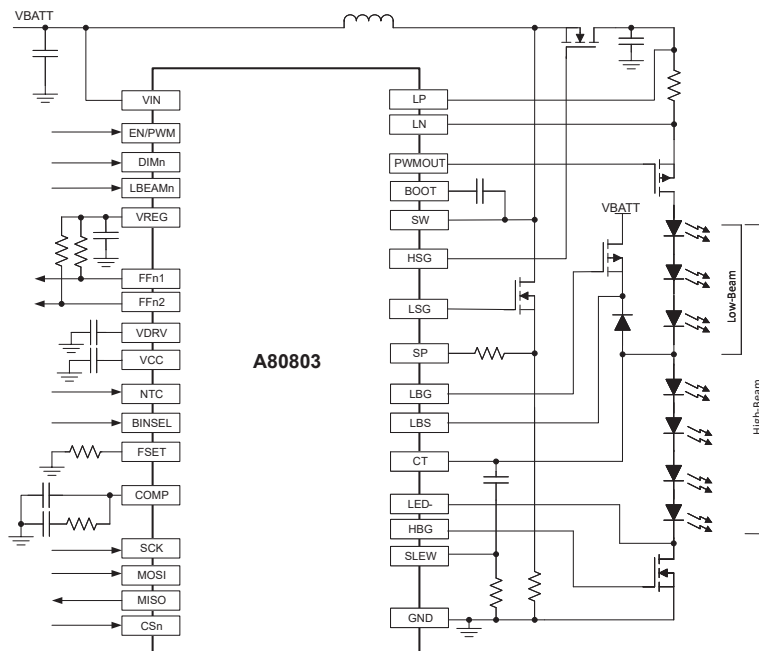 VBATT
VIN
EN/PWM
DIMn
LBEAMn
VREG
FFn1
FFn2
VDRV
VCC
NTC
BINSEL
FSET
COMP
SCK
MOSI
MISO
CSn
A80803
LP
LN
PWMOUT
BOOT
SW
HSG
LSG
SP
LBG
LBS
CT
LED-
HBG
SLEW
GND
VBATT
Low-Beam
High-Beam